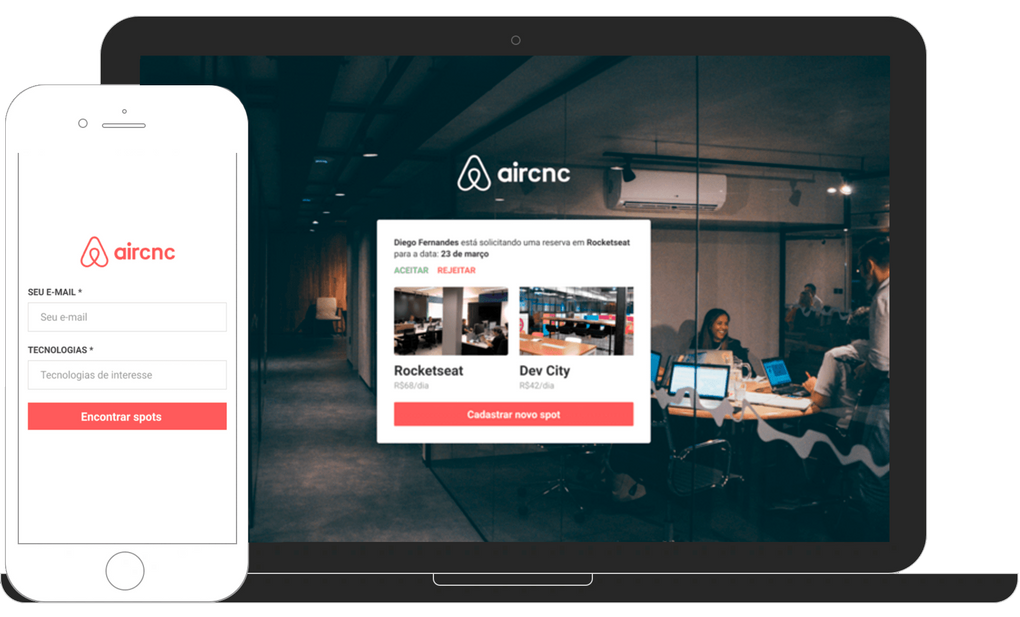 aircnc
SEU E-MAIL *
Seu e-mail
TECNOLOGIAS *
Tecnologias de interesse
Encontrar spots
aircnc
Diego Fernandes está solicitando uma reserva em Rocketseat
para a data: 23 de março
ACEITAR REJEITAR
Rocketseat Dev City
R$68/dia R$42/dia
Cadastrar novo spot